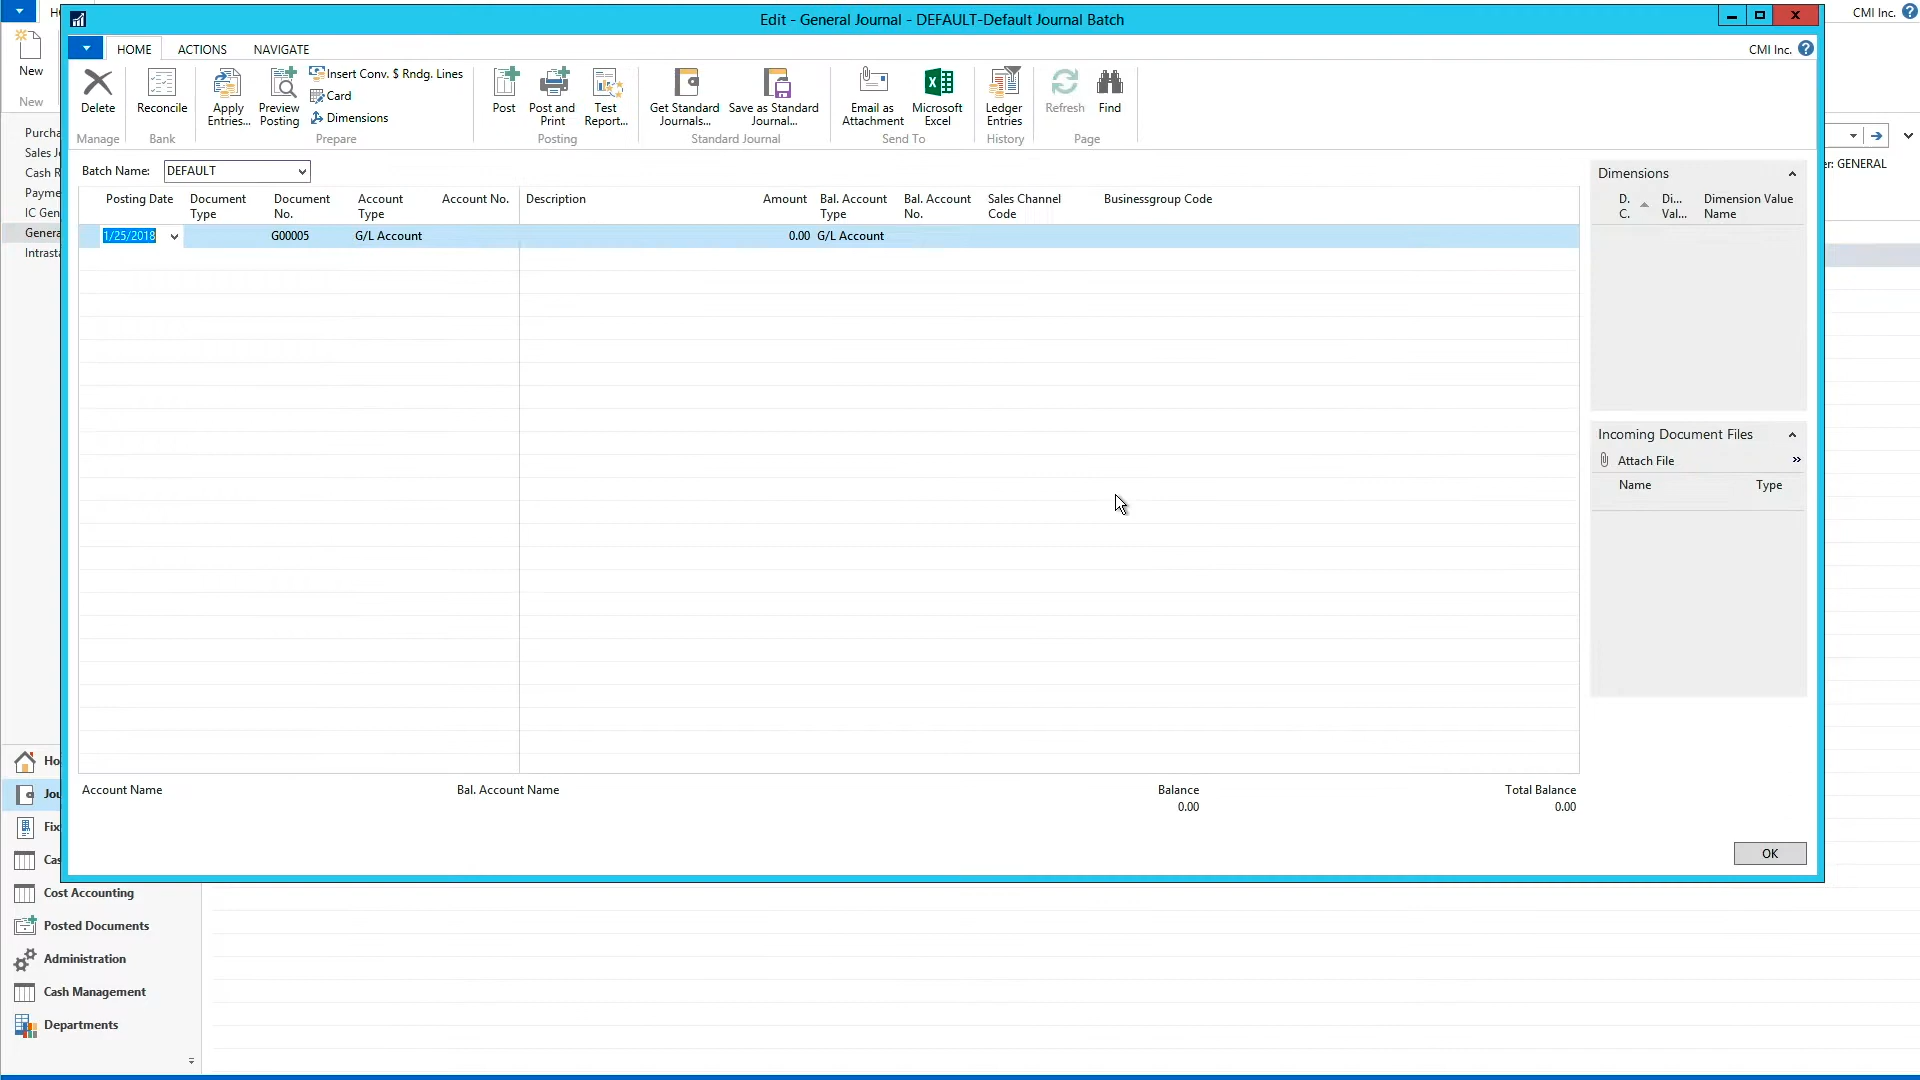 Edit - General Journal - DEFAULT-Default Journal Batch
CMI Inc.
HOME ACTIONS NAVIGATE
CMI Inc.
New
New
Delete
Manage
Reconcile
Bank
Apply
Entries...
Preview
Posting
Insert Conv. $ Rndg. Lines
Card
Dimensions
Prepare
Post
Post and
Print
Test
Report...
Posting
Get Standard
Journals...
Save as Standard
Journal...
Standard Journal
Email as
Attachment
Microsoft
Excel
Send To
Ledger
Entries
History
Refresh
Find
Page
Purcha
Sales Jo
Cash R
Payme
IC Gen
Genera
Intrast
er: GENERAL
Batch Name: DEFAULT
Posting Date
Document
Type
Document
No.
Account
Type
Account No.
Description
Amount
Bal. Account
Type
Bal. Account
No.
Sales Channel
Code
Businessgroup Code
1/25/2018 G00005 G/L Account 0.00 G/L Account
Dimensions
D.
C.
Di...
Val...
Dimension Value
Name
Incoming Document Files
Attach File
Name Type
Account Name Bal. Account Name Balance Total Balance
0.00 0.00
OK
Ho
Jou
Fix
Cas
Cost Accounting
Posted Documents
Administration
Cash Management
Departments